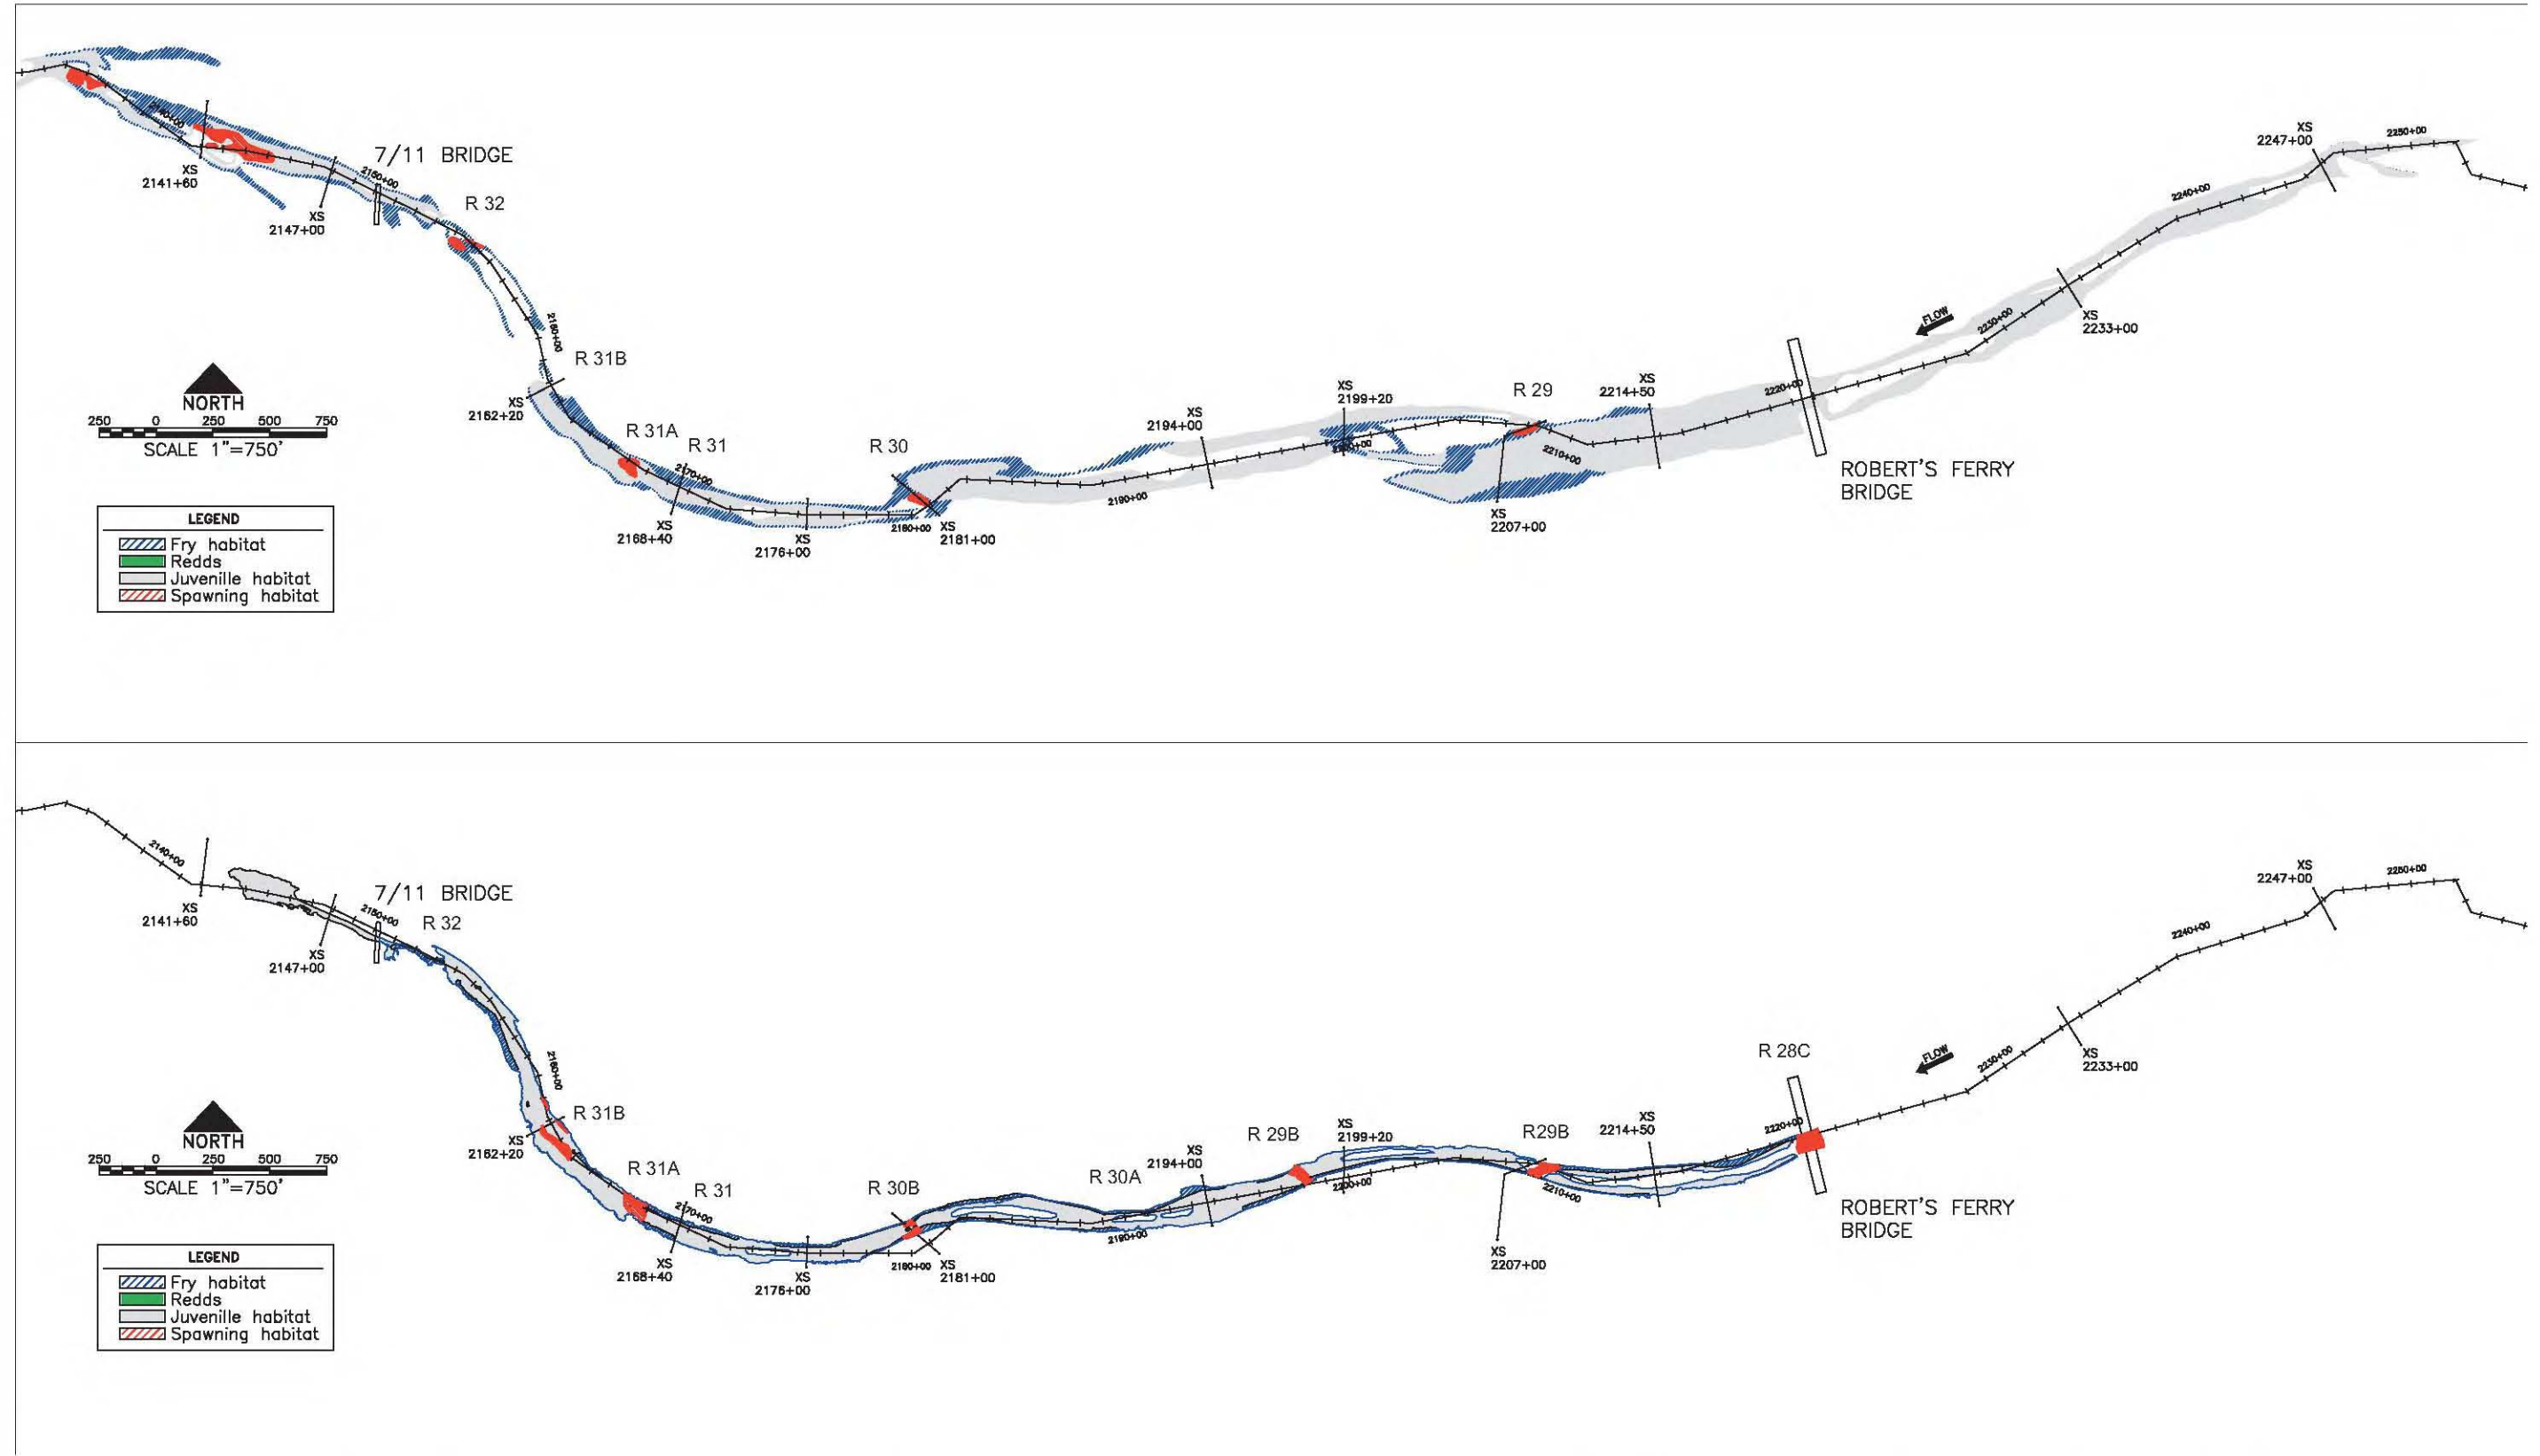 2140+00
XS
2141+60
7/11 BRIDGE
2150+00
XS
2147+00
R 32
2160+00
R 31B
XS
2162+20
R 31A
R 31
2170+00
XS
2168+40
XS
2176+00
R 30
2180+00
XS
2181+00
2190+00
XS
2194+00
XS
2199+20
2200+00
R 29
2210+00
XS
2207+00
XS
2214+50
2220+00
ROBERT'S FERRY
BRIDGE
FLOW
2230+00
XS
2233+00
2240+00
XS
2247+00
2250+00
NORTH
250 0 250 500 750
SCALE 1"=750'
LEGEND
Fry habitat
Redds
Juvenille habitat
Spawning habitat
2140+00
XS
2141+60
7/11 BRIDGE
2150+00
R 32
XS
2147+00
2160+00
R 31B
XS
2162+20
R 31A
R 31
2170+00
XS
2168+40
XS
2176+00
R 30B
2180+00
XS
2181+00
R 30A
2190+00
XS
2194+00
R 29B
XS
2199+20
2200+00
R29B
2210+00
XS
2207+00
XS
2214+50
R 28C
2220+00
ROBERT'S FERRY
BRIDGE
FLOW
2230+00
XS
2233+00
2240+00
XS
2247+00
2250+00
NORTH
250 0 250 500 750
SCALE 1"=750'
LEGEND
Fry habitat
Redds
Juvenille habitat
Spawning habitat